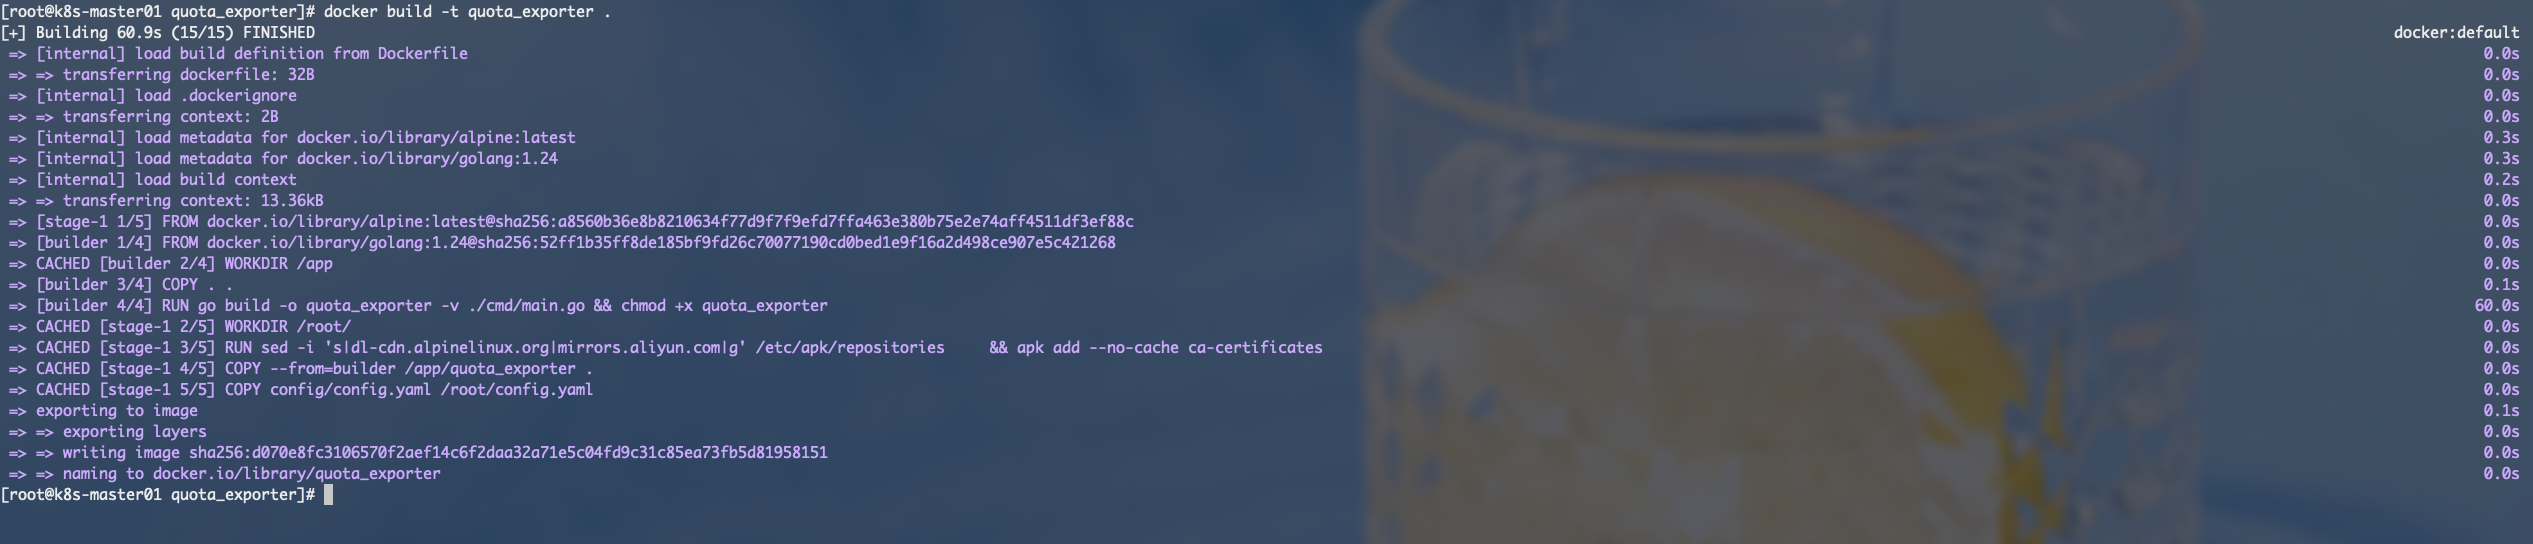 [root@k8s-master01 quota_exporter]# docker build -t quota_exporter .
[+] Building 60.9s (15/15) FINISHED docker:default
=> [internal] load build definition from Dockerfile 0.0s
=> => transferring dockerfile: 32B 0.0s
=> [internal] load .dockerignore 0.0s
=> => transferring context: 2B 0.0s
=> [internal] load metadata for docker.io/library/alpine:latest 0.3s
=> [internal] load metadata for docker.io/library/golang:1.24 0.3s
=> [internal] load build context 0.2s
=> => transferring context: 13.36kB 0.0s
=> [stage-1 1/5] FROM docker.io/library/alpine:latest@sha256:a8560b36e8b8210634f77d9f7f9efd7ffa463e380b75e2e74aff4511df3ef88c 0.0s
=> [builder 1/4] FROM docker.io/library/golang:1.24@sha256:52ff1b35ff8de185bf9fd26c70077190cd0bed1e9f16a2d498ce907e5c421268 0.0s
=> CACHED [builder 2/4] WORKDIR /app 0.0s
=> [builder 3/4] COPY . . 0.1s
=> [builder 4/4] RUN go build -o quota_exporter -v ./cmd/main.go && chmod +x quota_exporter 60.0s
=> CACHED [stage-1 2/5] WORKDIR /root/ 0.0s
=> CACHED [stage-1 3/5] RUN sed -i 's|dl-cdn.alpinelinux.org|mirrors.aliyun.com|g' /etc/apk/repositories     && apk add --no-cache ca-certificates 0.0s
=> CACHED [stage-1 4/5] COPY --from=builder /app/quota_exporter . 0.0s
=> CACHED [stage-1 5/5] COPY config/config.yaml /root/config.yaml 0.0s
=> exporting to image 0.1s
=> => exporting layers 0.0s
=> => writing image sha256:d070e8fc3106570f2aef14c6f2daa32a71e5c04fd9c31c85ea73fb5d81958151 0.0s
=> => naming to docker.io/library/quota_exporter 0.0s
[root@k8s-master01 quota_exporter]#